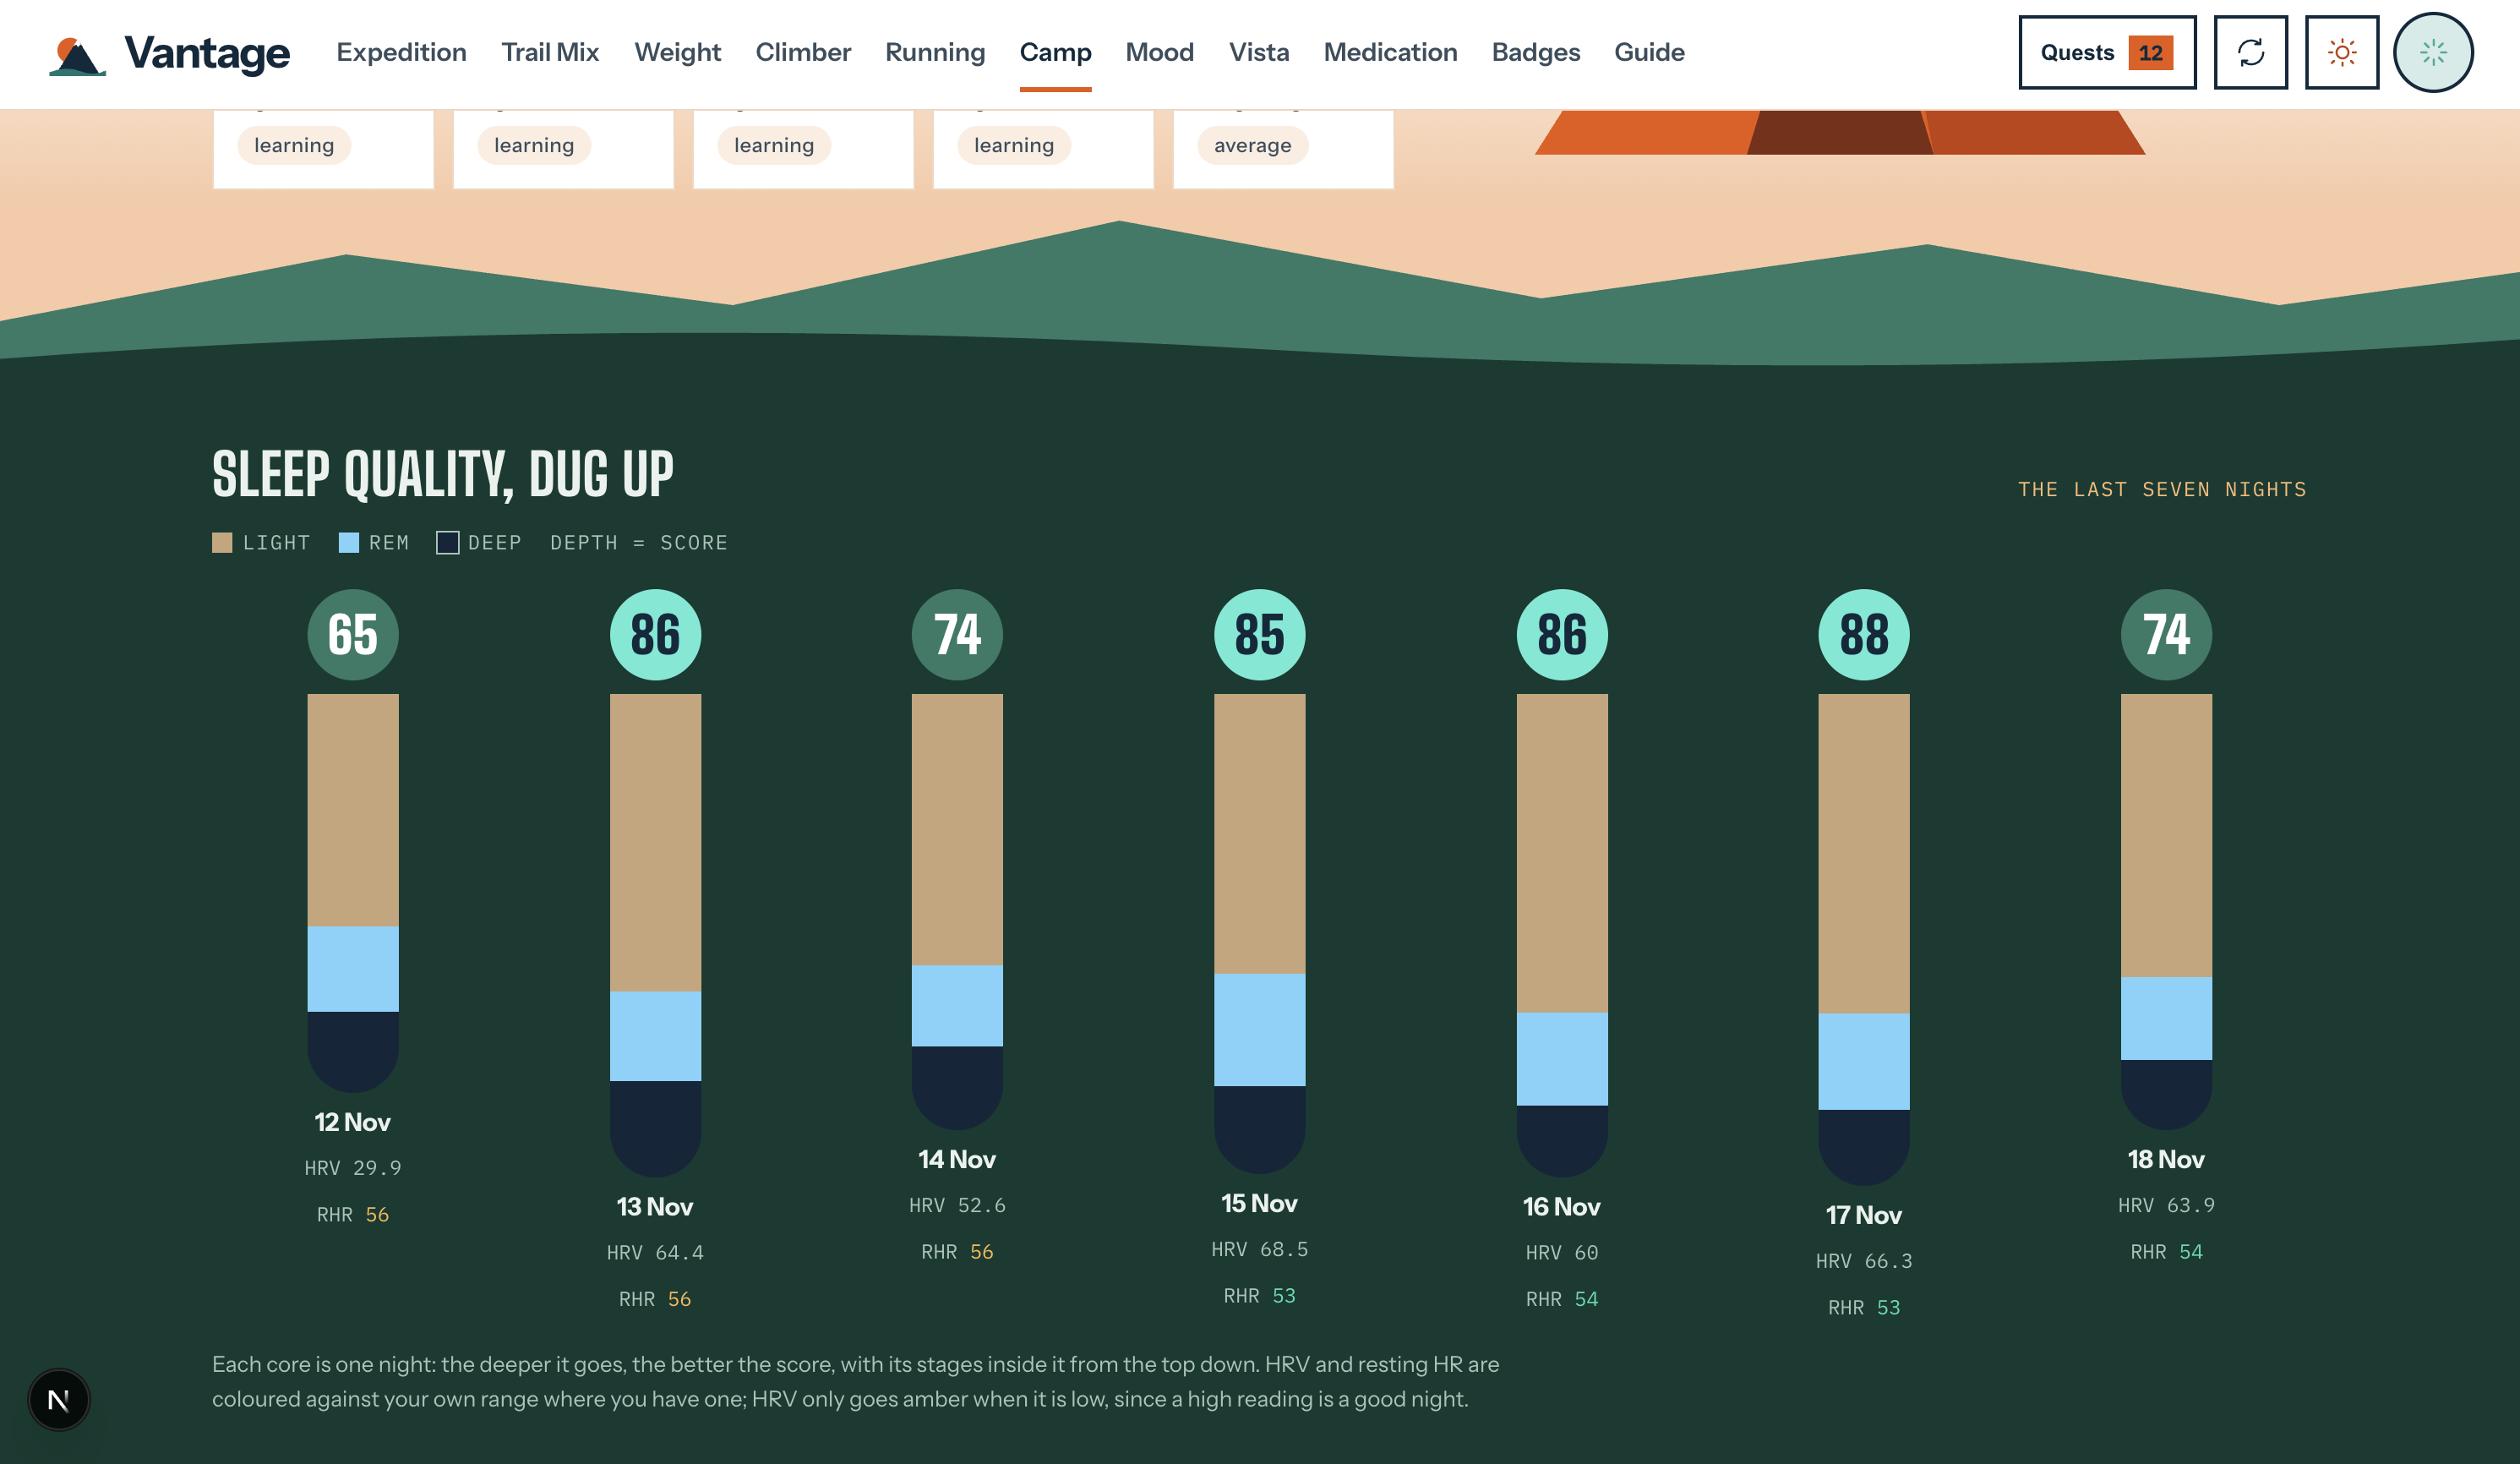 Vantage
Expedition Trail Mix Weight Climber Running Camp Mood Vista Medication Badges Guide
Quests 12
learning learning learning learning average
SLEEP QUALITY, DUG UP
THE LAST SEVEN NIGHTS
LIGHT REM DEEP DEPTH = SCORE
65 86 74 85 86 88 74
12 Nov
HRV 29.9
RHR 56
13 Nov
HRV 64.4
RHR 56
14 Nov
HRV 52.6
RHR 56
15 Nov
HRV 68.5
RHR 53
16 Nov
HRV 60
RHR 54
17 Nov
HRV 66.3
RHR 53
18 Nov
HRV 63.9
RHR 54
Each core is one night: the deeper it goes, the better the score, with its stages inside it from the top down. HRV and resting HR are
coloured against your own range where you have one; HRV only goes amber when it is low, since a high reading is a good night.
N